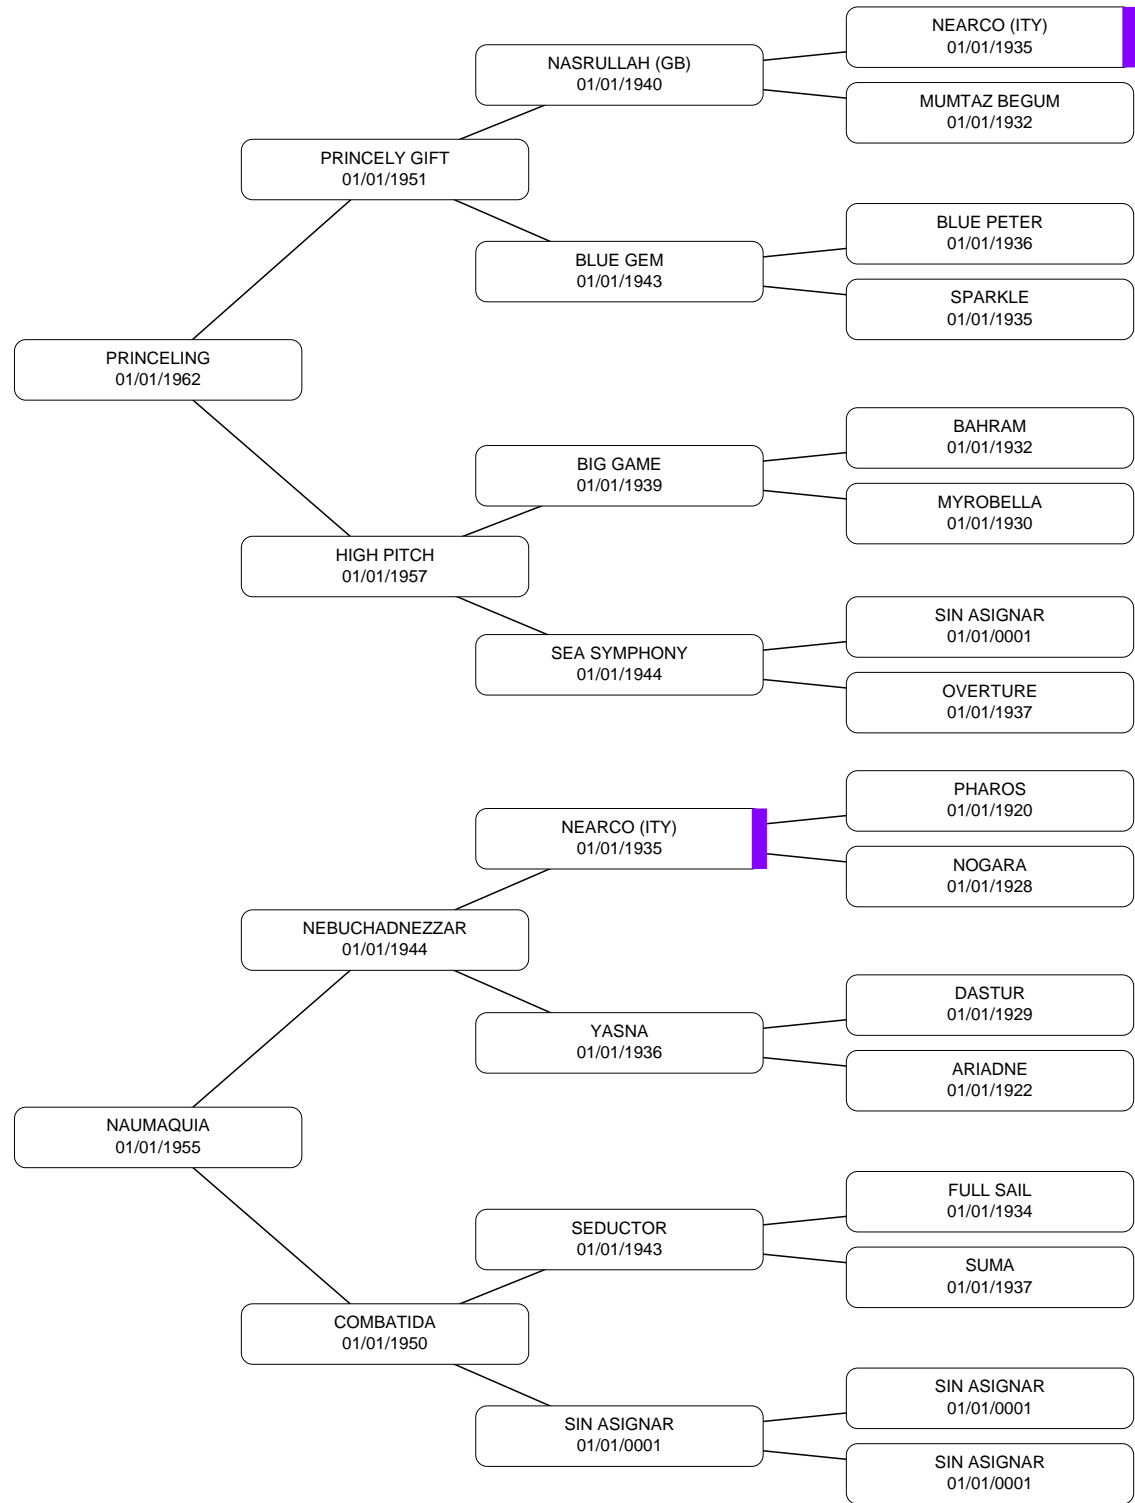 NEARCO (ITY)
01/01/1935
NASRULLAH (GB)
01/01/1940
MUMTAZ BEGUM
01/01/1932
PRINCELY GIFT
01/01/1951
BLUE PETER
01/01/1936
BLUE GEM
01/01/1943
SPARKLE
01/01/1935
PRINCELING
01/01/1962
BAHRAM
01/01/1932
BIG GAME
01/01/1939
MYROBELLA
01/01/1930
HIGH PITCH
01/01/1957
SIN ASIGNAR
01/01/0001
SEA SYMPHONY
01/01/1944
OVERTURE
01/01/1937
PHAROS
01/01/1920
NEARCO (ITY)
01/01/1935
NOGARA
01/01/1928
NEBUCHADNEZZAR
01/01/1944
DASTUR
01/01/1929
YASNA
01/01/1936
ARIADNE
01/01/1922
NAUMAQUIA
01/01/1955
FULL SAIL
01/01/1934
SEDUCTOR
01/01/1943
SUMA
01/01/1937
COMBATIDA
01/01/1950
SIN ASIGNAR
01/01/0001
SIN ASIGNAR
01/01/0001
SIN ASIGNAR
01/01/0001